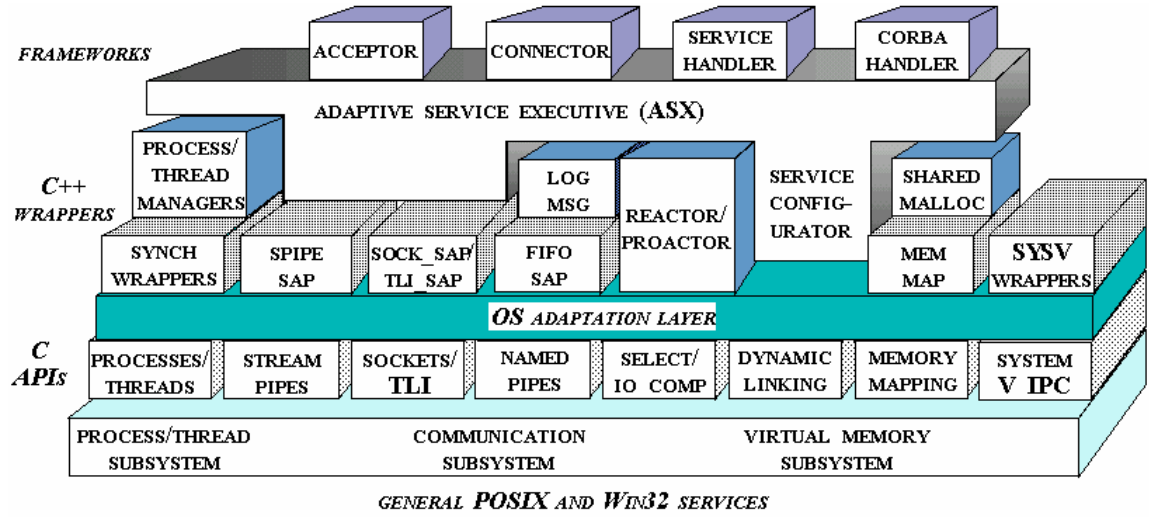 FRAMEWORKS
ACCEPTOR
CONNECTOR
SERVICE
HANDLER
CORBA
HANDLER
ADAPTIVE SERVICE EXECUTIVE (ASX)
C++
WRAPPERS
PROCESS/
THREAD
MANAGERS
LOG
MSG
REACTOR/
PROACTOR
SERVICE
CONFIG-
URATOR
SHARED
MALLOC
SYNCH
WRAPPERS
SPIPE
SAP
SOCK_SAP/
TLI_SAP
FIFO
SAP
MEM
MAP
SYSV
WRAPPERS
OS ADAPTATION LAYER
C
APIs
PROCESSES/
THREADS
STREAM
PIPES
SOCKETS/
TLI
NAMED
PIPES
SELECT/
IO COMP
DYNAMIC
LINKING
MEMORY
MAPPING
SYSTEM
V IPC
PROCESS/THREAD
SUBSYSTEM
COMMUNICATION
SUBSYSTEM
VIRTUAL MEMORY
SUBSYSTEM
GENERAL POSIX AND WIN32 SERVICES